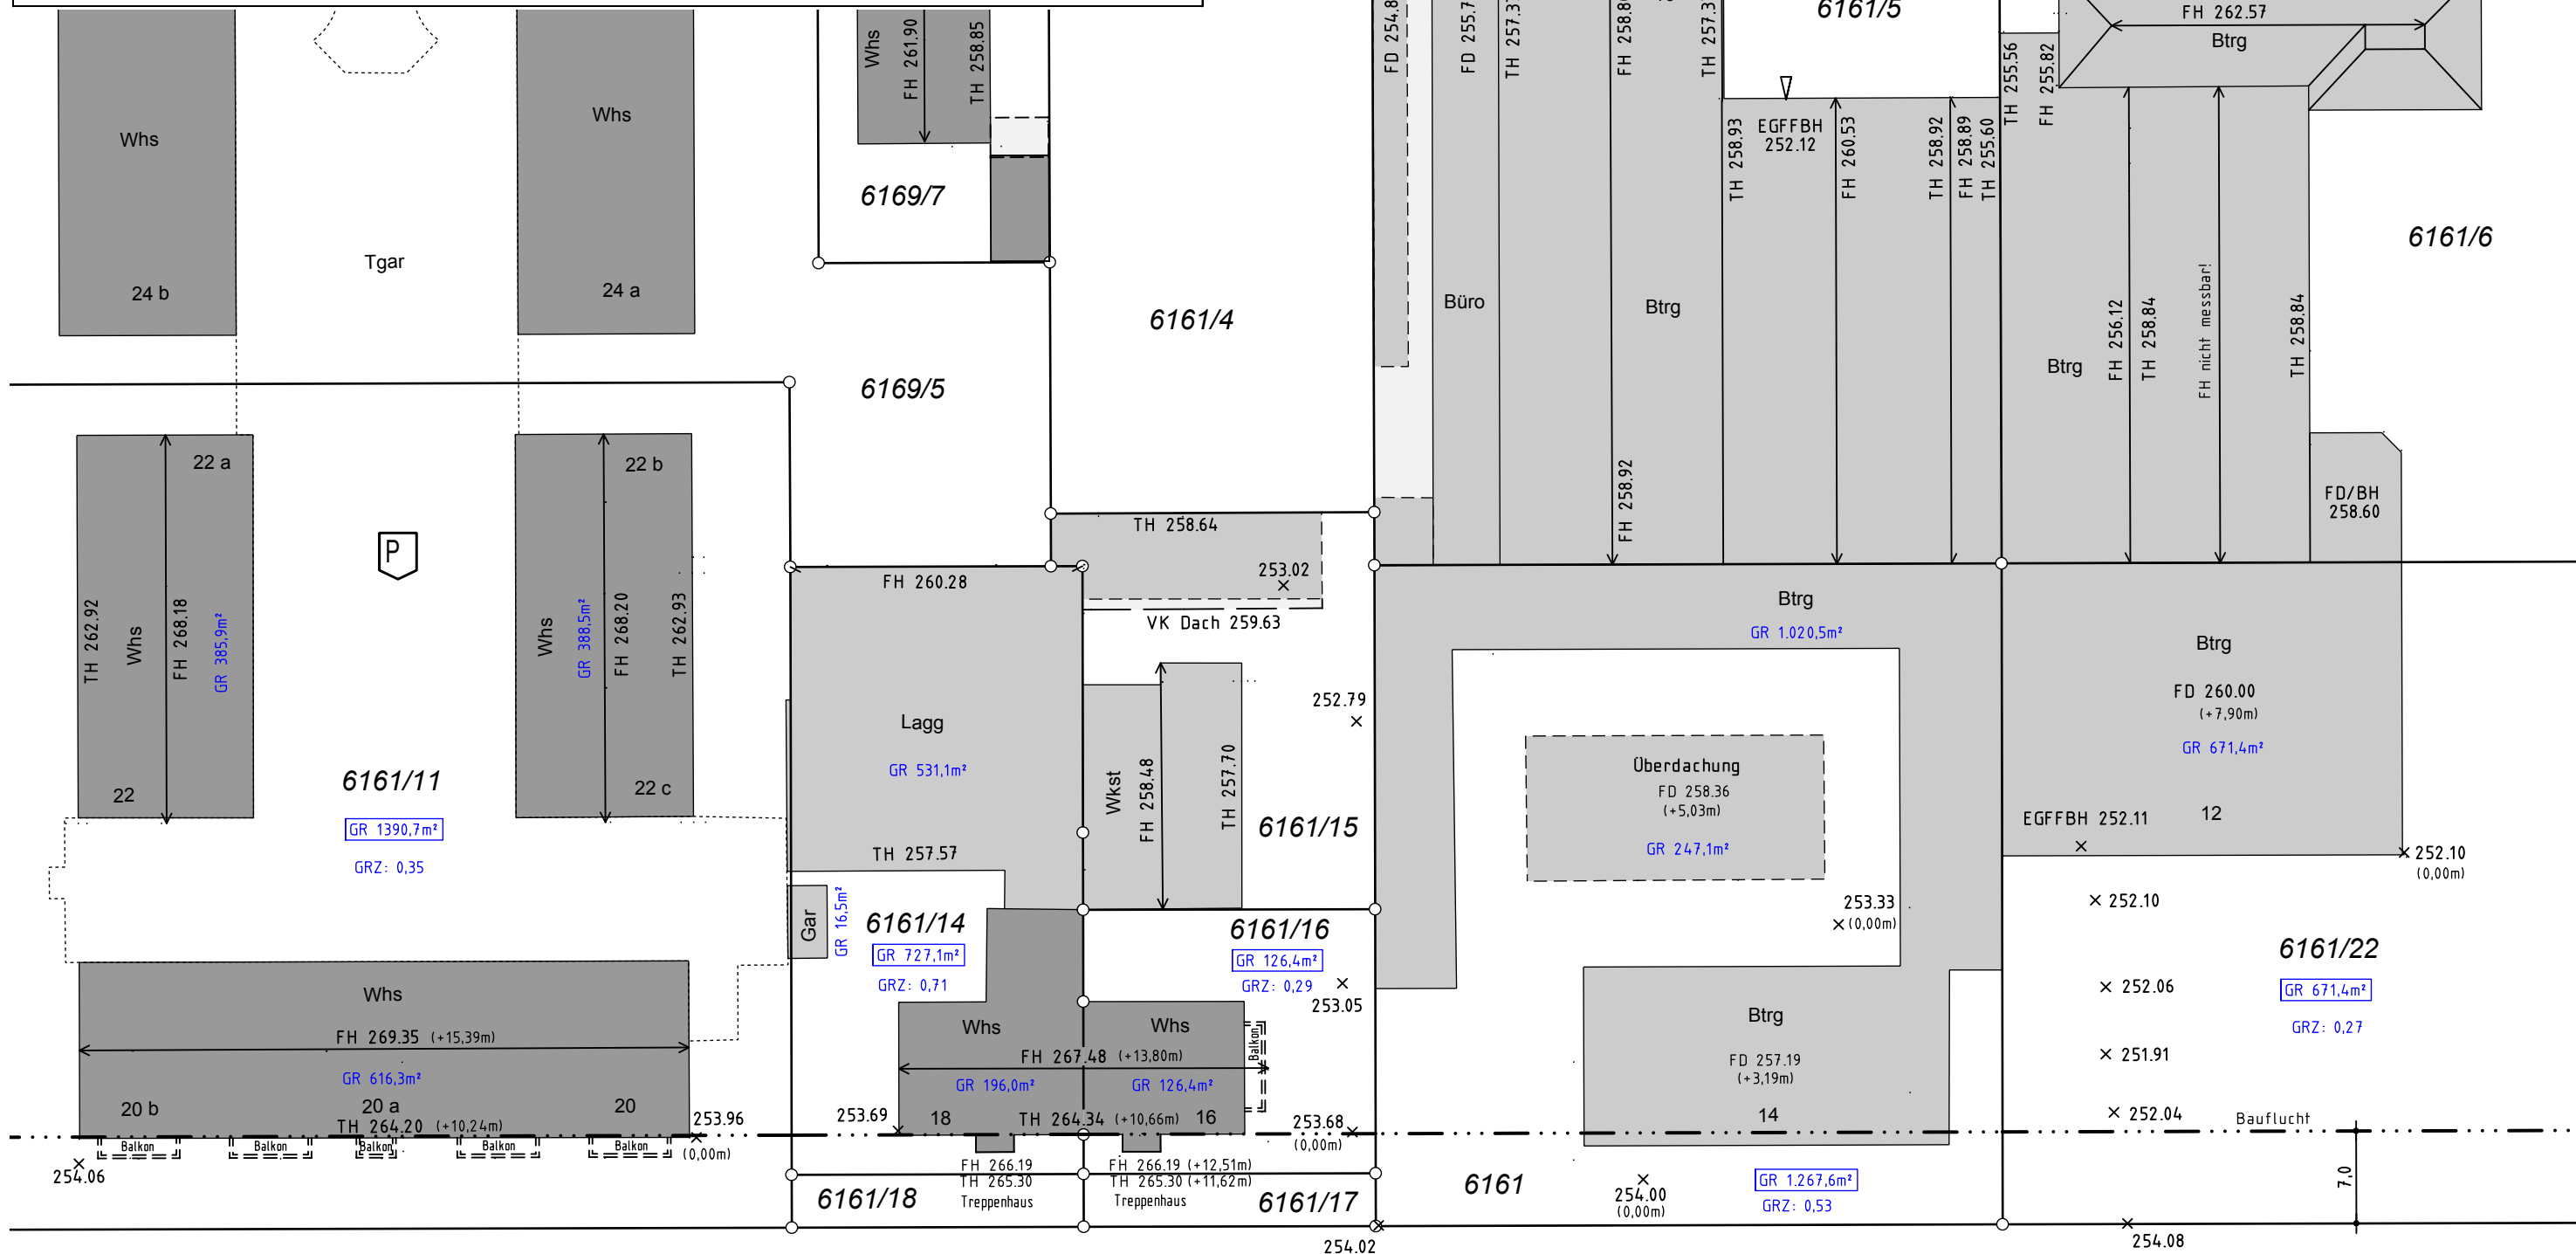 Whs
24 b
Tgar
Whs
24 a
Whs
FH 261.90
TH 258.85
6169/7
6169/5
6161/4
6161/5
FH 262.57
Btrg
TH 255.56
FH 255.82
TH 258.93
EGFFBH
252.12
FH 260.53
TH 258.92
FH 258.89
TH 255.60
6161/6
Büro
Btrg
FH 258.92
Btrg
FH 256.12
TH 258.84
FH nicht messbar!
TH 258.84
FD/BH
258.60
22 a
TH 262.92
Whs
FH 268.18
GR 385,9m²
22
P
22 b
Whs
GR 388,5m²
FH 268.20
TH 262.93
22 c
6161/11
GR 1390,7m²
GRZ: 0,35
TH 258.64
253.02
VK Dach 259.63
FH 260.28
Lagg
GR 531,1m²
TH 257.57
Wkst
FH 258.48
TH 257.70
252.79
6161/15
Btrg
GR 1.020,5m²
Überdachung
FD 258.36
(+5,03m)
GR 247,1m²
253.33
(0,00m)
Btrg
FD 260.00
(+7,90m)
GR 671,4m²
EGFFBH 252.11
12
252.10
(0,00m)
252.10
6161/22
GR 671,4m²
GRZ: 0,27
252.06
251.91
252.04
Bauflucht
7,0
Gar
GR 16,5m²
6161/14
GR 727,1m²
GRZ: 0,71
6161/16
GR 126,4m²
GRZ: 0,29
253.05
Whs
FH 269.35 (+15,39m)
GR 616,3m²
20 b
20 a
20
TH 264.20 (+10,24m)
Balkon
Balkon
Balkon
Balkon
Balkon
253.96
(0,00m)
254.06
Whs
Whs
FH 267.48 (+13,80m)
GR 196,0m²
GR 126,4m²
Balkon
253.69
18
TH 264.34 (+10,66m)
16
253.68
(0,00m)
FH 266.19
TH 265.30
Treppenhaus
FH 266.19 (+12,51m)
TH 265.30 (+11,62m)
Treppenhaus
6161/18
6161/17
Btrg
FD 257.19
(+3,19m)
14
6161
254.00
(0,00m)
GR 1.267,6m²
GRZ: 0,53
254.02
254.08